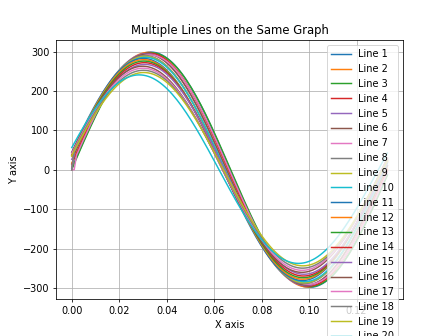 Multiple Lines on the Same Graph
300
200
100
0
−100
−200
−300
Y axis
0.00
0.02
0.04
0.06
0.08
0.10
X axis
Line 1
Line 2
Line 3
Line 4
Line 5
Line 6
Line 7
Line 8
Line 9
Line 10
Line 11
Line 12
Line 13
Line 14
Line 15
Line 16
Line 17
Line 18
Line 19
Line 20